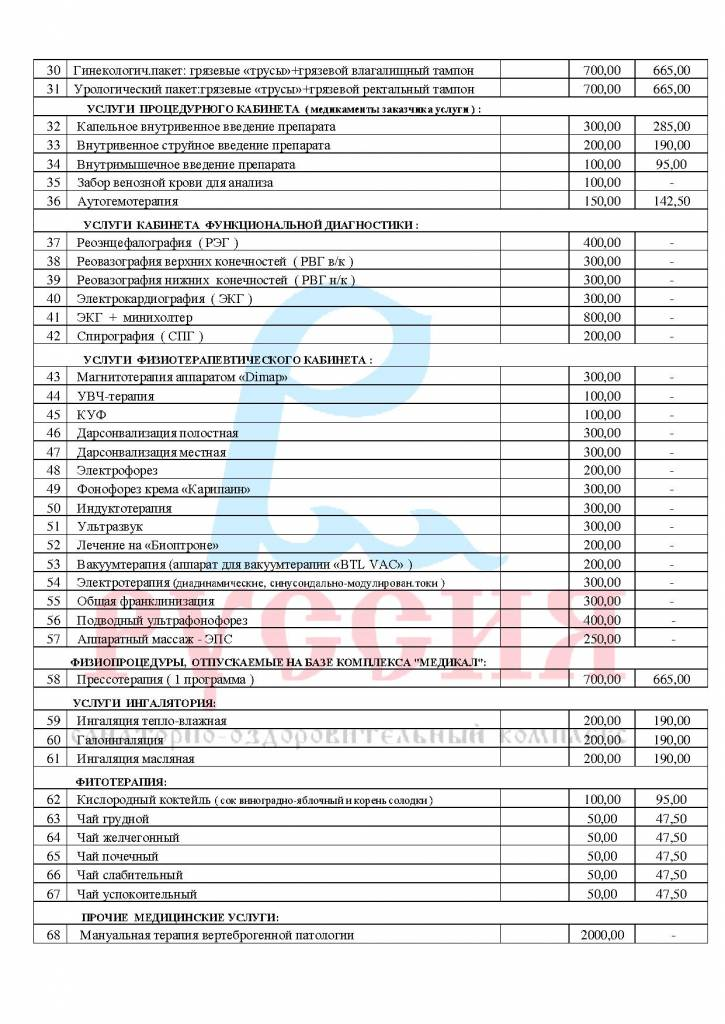 30 Гинекологич.пакет: грязевые «трусы»+грязевой влагалищный тампон 700,00 665,00
31 Урологический пакет:грязевые «трусы»+грязевой ректальный тампон 700,00 665,00
УСЛУГИ ПРОЦЕДУРНОГО КАБИНЕТА ( медикаменты заказчика услуги ) :
32 Капельное внутривенное введение препарата 300,00 285,00
33 Внутривенное струйное введение препарата 200,00 190,00
34 Внутримышечное введение препарата 100,00 95,00
35 Забор венозной крови для анализа 100,00 -
36 Аутогемотерапия 150,00 142,50
УСЛУГИ КАБИНЕТА ФУНКЦИОНАЛЬНОЙ ДИАГНОСТИКИ :
37 Реоэнцефалография ( РЭГ ) 400,00 -
38 Реовазография верхних конечностей ( РВГ в/к ) 300,00 -
39 Реовазография нижних конечностей ( РВГ н/к ) 300,00 -
40 Электрокардиография ( ЭКГ ) 300,00 -
41 ЭКГ + минихолтер 800,00 -
42 Спирография ( СПГ ) 200,00 -
УСЛУГИ ФИЗИОТЕРАПЕВТИЧЕСКОГО КАБИНЕТА :
43 Магнитотерапия аппаратом «Dimap» 300,00 -
44 УВЧ-терапия 100,00 -
45 КУФ 100,00 -
46 Дарсонвализация полостная 300,00 -
47 Дарсонвализация местная 300,00 -
48 Электрофорез 200,00 -
49 Фонофорез крема «Карипаин» 300,00 -
50 Индуктотерапия 300,00 -
51 Ультразвук 300,00 -
52 Лечение на «Биоптроне» 200,00 -
53 Вакуумтерапия (аппарат для вакуумтерапии «BTL VAC» ) 200,00 -
54 Электротерапия (диадинамические, синусоидально-модулирован.токи ) 300,00 -
55 Общая франклинизация 300,00 -
56 Подводный ультрафонофорез 400,00 -
57 Аппаратный массаж - ЭПС 250,00 -
РУССИЯ
ФИЗИОПРОЦЕДУРЫ, ОТПУСКАЕМЫЕ НА БАЗЕ КОМПЛЕКСА "МЕДИКАЛ":
58 Прессотерапия ( 1 программа ) 700,00 665,00
УСЛУГИ ИНГАЛЯТОРИЯ:
59 Ингаляция тепло-влажная 200,00 190,00
санаторно-оздоровительный комплекс
60 Галоингаляция 200,00 190,00
61 Ингаляция масляная 200,00 190,00
ФИТОТЕРАПИЯ:
62 Кислородный коктейль ( сок виноградно-яблочный и корень солодки ) 100,00 95,00
63 Чай грудной 50,00 47,50
64 Чай желчегонный 50,00 47,50
65 Чай почечный 50,00 47,50
66 Чай слабительный 50,00 47,50
67 Чай успокоительный 50,00 47,50
ПРОЧИЕ МЕДИЦИНСКИЕ УСЛУГИ:
68 Мануальная терапия вертеброгенной патологии 2000,00 -